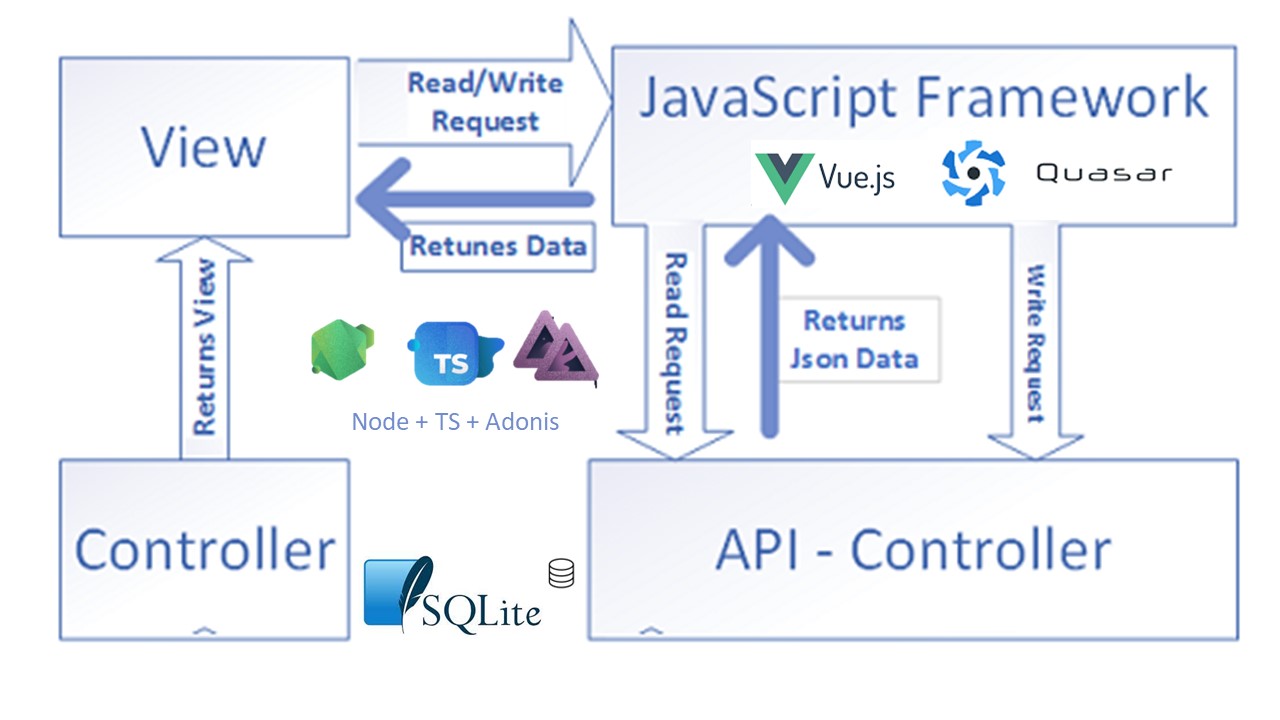 View
Read/Write
Request
JavaScript Framework
Vue.js
Quasar
Retunes Data
Returns View
Read Request
Returns
Json Data
Write Request
TS
Node + TS + Adonis
Controller
SQLite
API - Controller